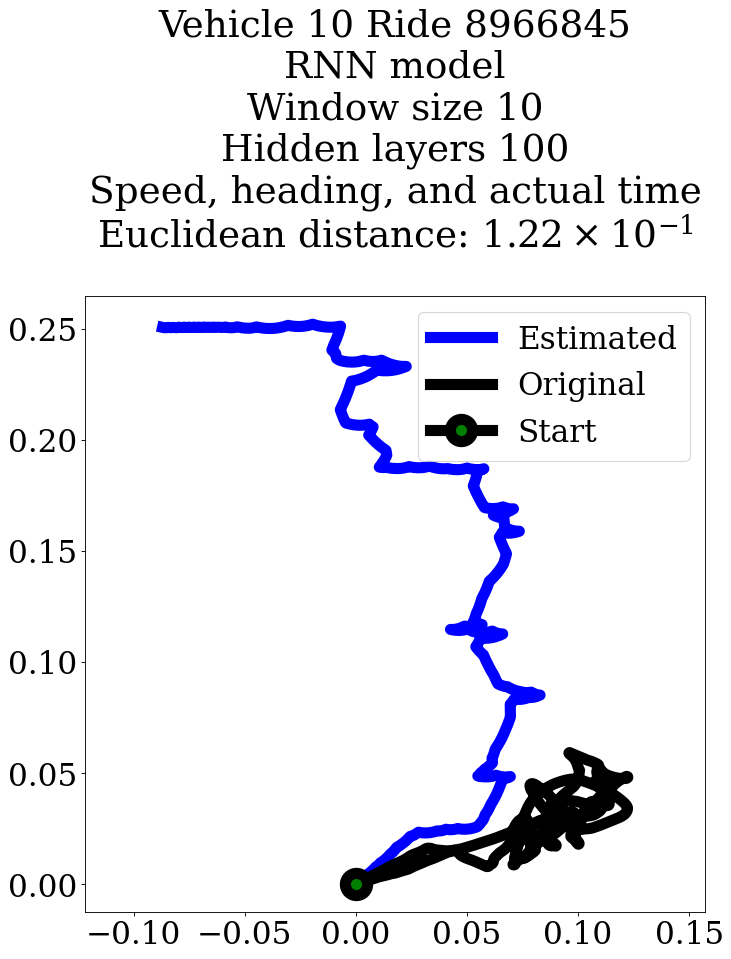 Vehicle 10 Ride 8966845
RNN model
Window size 10
Hidden layers 100
Speed, heading, and actual time
Euclidean distance: 1.22 × 10⁻¹
Estimated
Original
Start
0.25
0.20
0.15
0.10
0.05
0.00
−0.10 −0.05 0.00 0.05 0.10 0.15